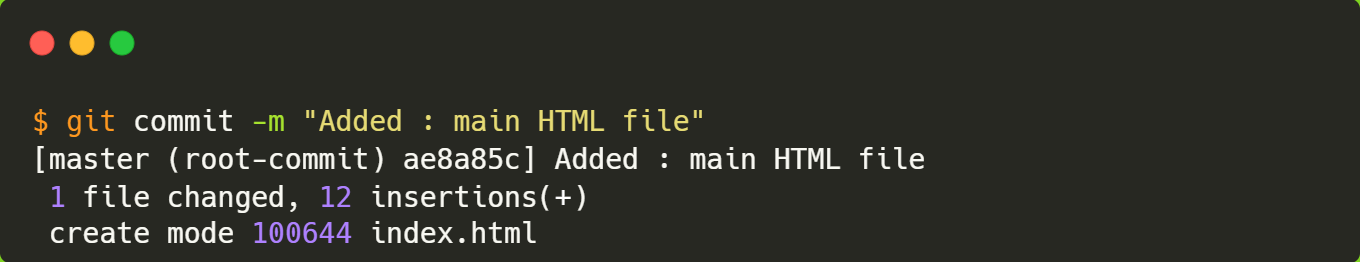 $ git commit -m "Added : main HTML file"
[master (root-commit) ae8a85c] Added : main HTML file
 1 file changed, 12 insertions(+)
 create mode 100644 index.html